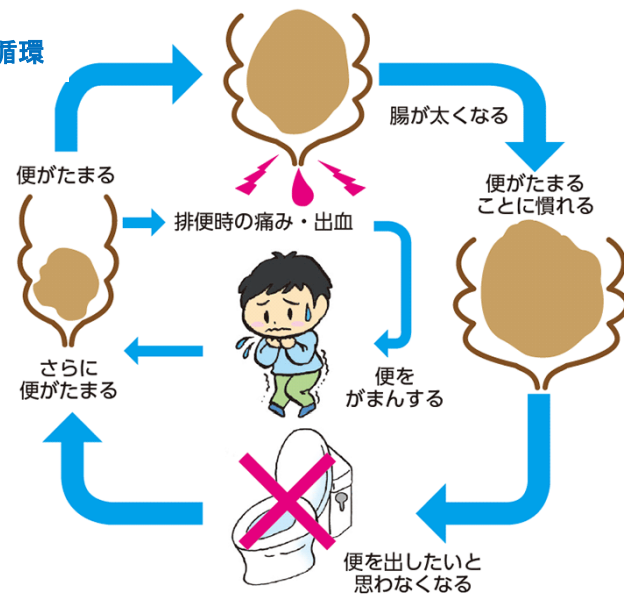 循環
腸が太くなる
便がたまる
便がたまる
ことに慣れる
排便時の痛み・出血
さらに
便がたまる
便を
がまんする
便を出したいと
思わなくなる